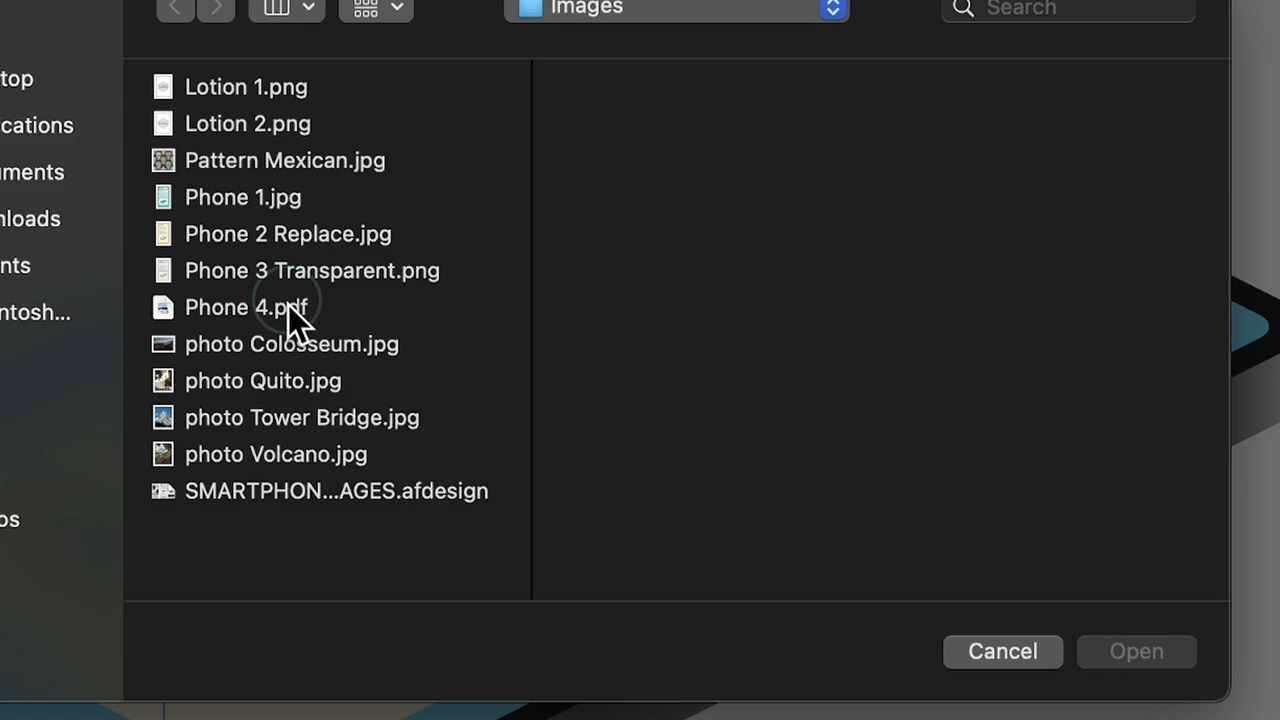 Images
Search
top
cations
uments
nloads
nts
ntosh...
os
Lotion 1.png
Lotion 2.png
Pattern Mexican.jpg
Phone 1.jpg
Phone 2 Replace.jpg
Phone 3 Transparent.png
Phone 4.pdf
photo Colosseum.jpg
photo Quito.jpg
photo Tower Bridge.jpg
photo Volcano.jpg
SMARTPHON...AGES.afdesign
Cancel
Open